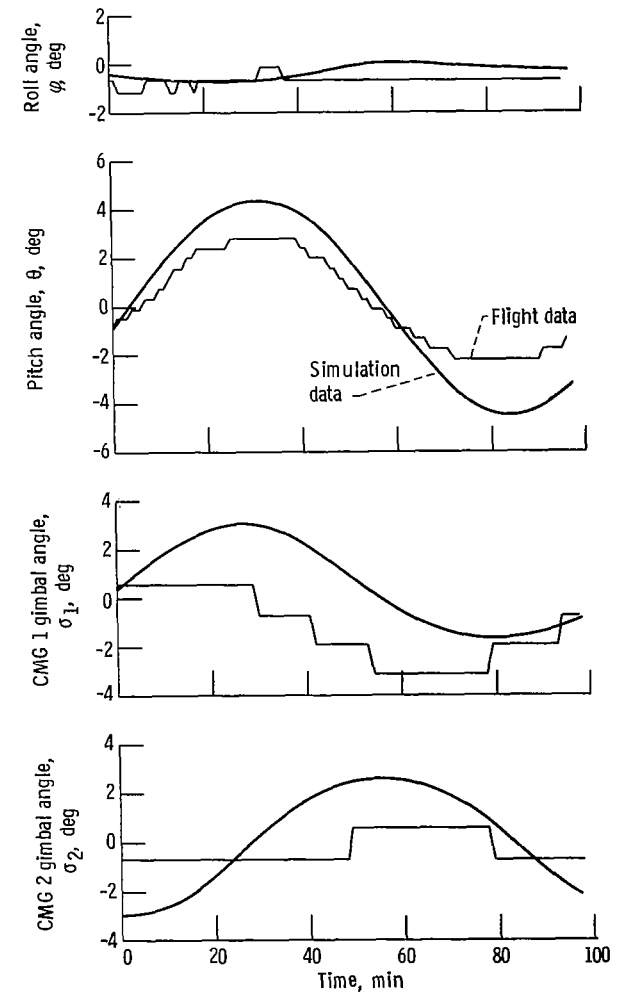 Roll angle,
φ, deg
2
0
-2
Pitch angle, θ, deg
6
4
2
0
-2
-4
-6
Flight data
Simulation
data
CMG 1 gimbal angle,
σ1, deg
4
2
0
-2
-4
CMG 2 gimbal angle,
σ2, deg
4
2
0
-2
-4
0 20 40 60 80 100
Time, min